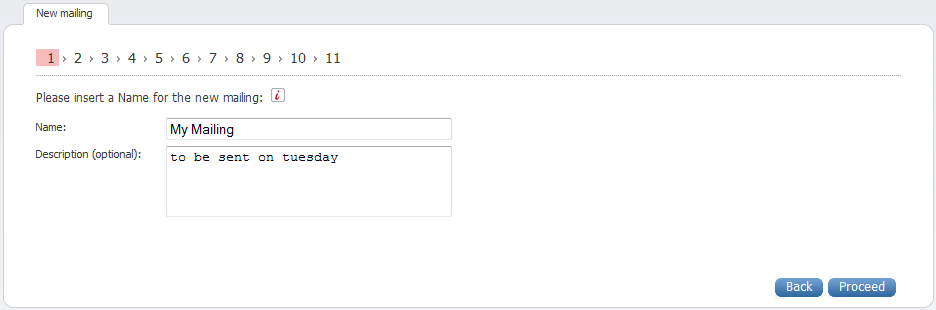 New mailing
1 › 2 › 3 › 4 › 5 › 6 › 7 › 8 › 9 › 10 › 11
Please insert a Name for the new mailing: i
Name: My Mailing
Description (optional): to be sent on tuesday
Back Proceed